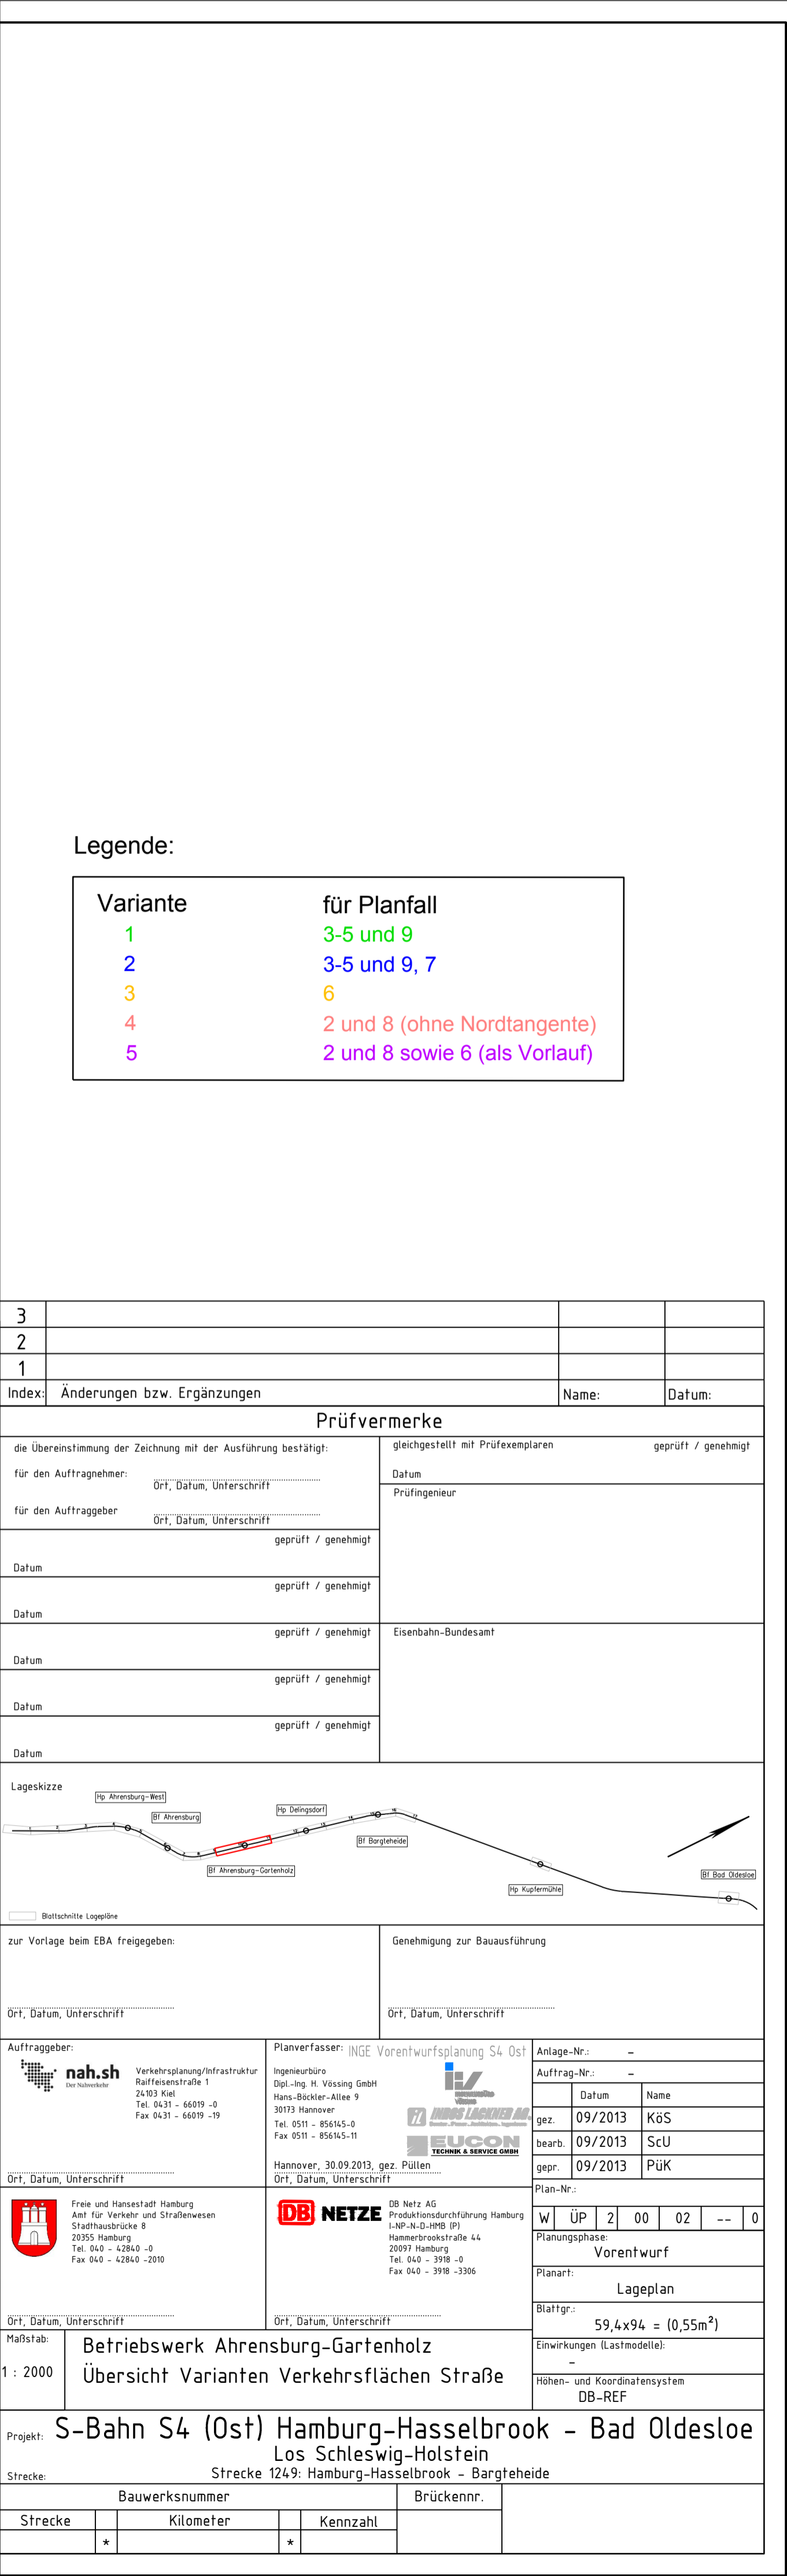 Legende:
Variante für Planfall
1 3-5 und 9
2 3-5 und 9, 7
3 6
4 2 und 8 (ohne Nordtangente)
5 2 und 8 sowie 6 (als Vorlauf)
3
2
1
Index: Änderungen bzw. Ergänzungen Name: Datum:
Prüfvermerke
die Übereinstimmung der Zeichnung mit der Ausführung bestätigt:
für den Auftragnehmer:
Ort, Datum, Unterschrift
für den Auftraggeber
Ort, Datum, Unterschrift
gleichgestellt mit Prüfexemplaren geprüft / genehmigt
Datum
Prüfingenieur
geprüft / genehmigt
Datum
geprüft / genehmigt
Datum
geprüft / genehmigt
Datum
geprüft / genehmigt
Datum
geprüft / genehmigt
Datum
Eisenbahn-Bundesamt
Lageskizze
Hp Ahrensburg-West
Bf Ahrensburg
Hp Delingsdorf
Bf Bargteheide
Bf Ahrensburg-Gartenholz
Hp Kupfermühle
Bf Bad Oldesloe
Blattschnitte Lagepläne
zur Vorlage beim EBA freigegeben:
Ort, Datum, Unterschrift
Genehmigung zur Bauausführung
Ort, Datum, Unterschrift
Auftraggeber:
nah.sh
Der Nahverkehr
Verkehrsplanung/Infrastruktur
Raiffeisenstraße 1
24103 Kiel
Tel. 0431 - 66019 -0
Fax 0431 - 66019 -19
Ort, Datum, Unterschrift
Planverfasser: INGE Vorentwurfsplanung S4 Ost
Ingenieurbüro
Dipl.-Ing. H. Vössing GmbH
Hans-Böckler-Allee 9
30173 Hannover
Tel. 0511 - 856145-0
Fax 0511 - 856145-11
iv
vössing
INROS LACKNER AG.
EUCON
TECHNIK & SERVICE GMBH
Hannover, 30.09.2013, gez. Püllen
Ort, Datum, Unterschrift
Anlage-Nr.: -
Auftrag-Nr.: -
Datum Name
gez. 09/2013 KöS
bearb. 09/2013 ScU
gepr. 09/2013 PüK
Plan-Nr.:
W ÜP 2 00 02 -- 0
Freie und Hansestadt Hamburg
Amt für Verkehr und Straßenwesen
Stadthausbrücke 8
20355 Hamburg
Tel. 040 - 42840 -0
Fax 040 - 42840 -2010
Ort, Datum, Unterschrift
DB NETZE
DB Netz AG
Produktionsdurchführung Hamburg
I-NP-N-D-HMB (P)
Hammerbrookstraße 44
20097 Hamburg
Tel. 040 - 3918 -0
Fax 040 - 3918 -3306
Ort, Datum, Unterschrift
Planungsphase:
Vorentwurf
Planart:
Lageplan
Blattgr.:
59,4x94 = (0,55m²)
Einwirkungen (Lastmodelle):
-
Höhen- und Koordinatensystem
DB-REF
Maßstab:
1 : 2000
Betriebswerk Ahrensburg-Gartenholz
Übersicht Varianten Verkehrsflächen Straße
Projekt: S-Bahn S4 (Ost) Hamburg-Hasselbrook - Bad Oldesloe
Los Schleswig-Holstein
Strecke: Strecke 1249: Hamburg-Hasselbrook - Bargteheide
Bauwerksnummer Brückennr.
Strecke Kilometer Kennzahl
* *